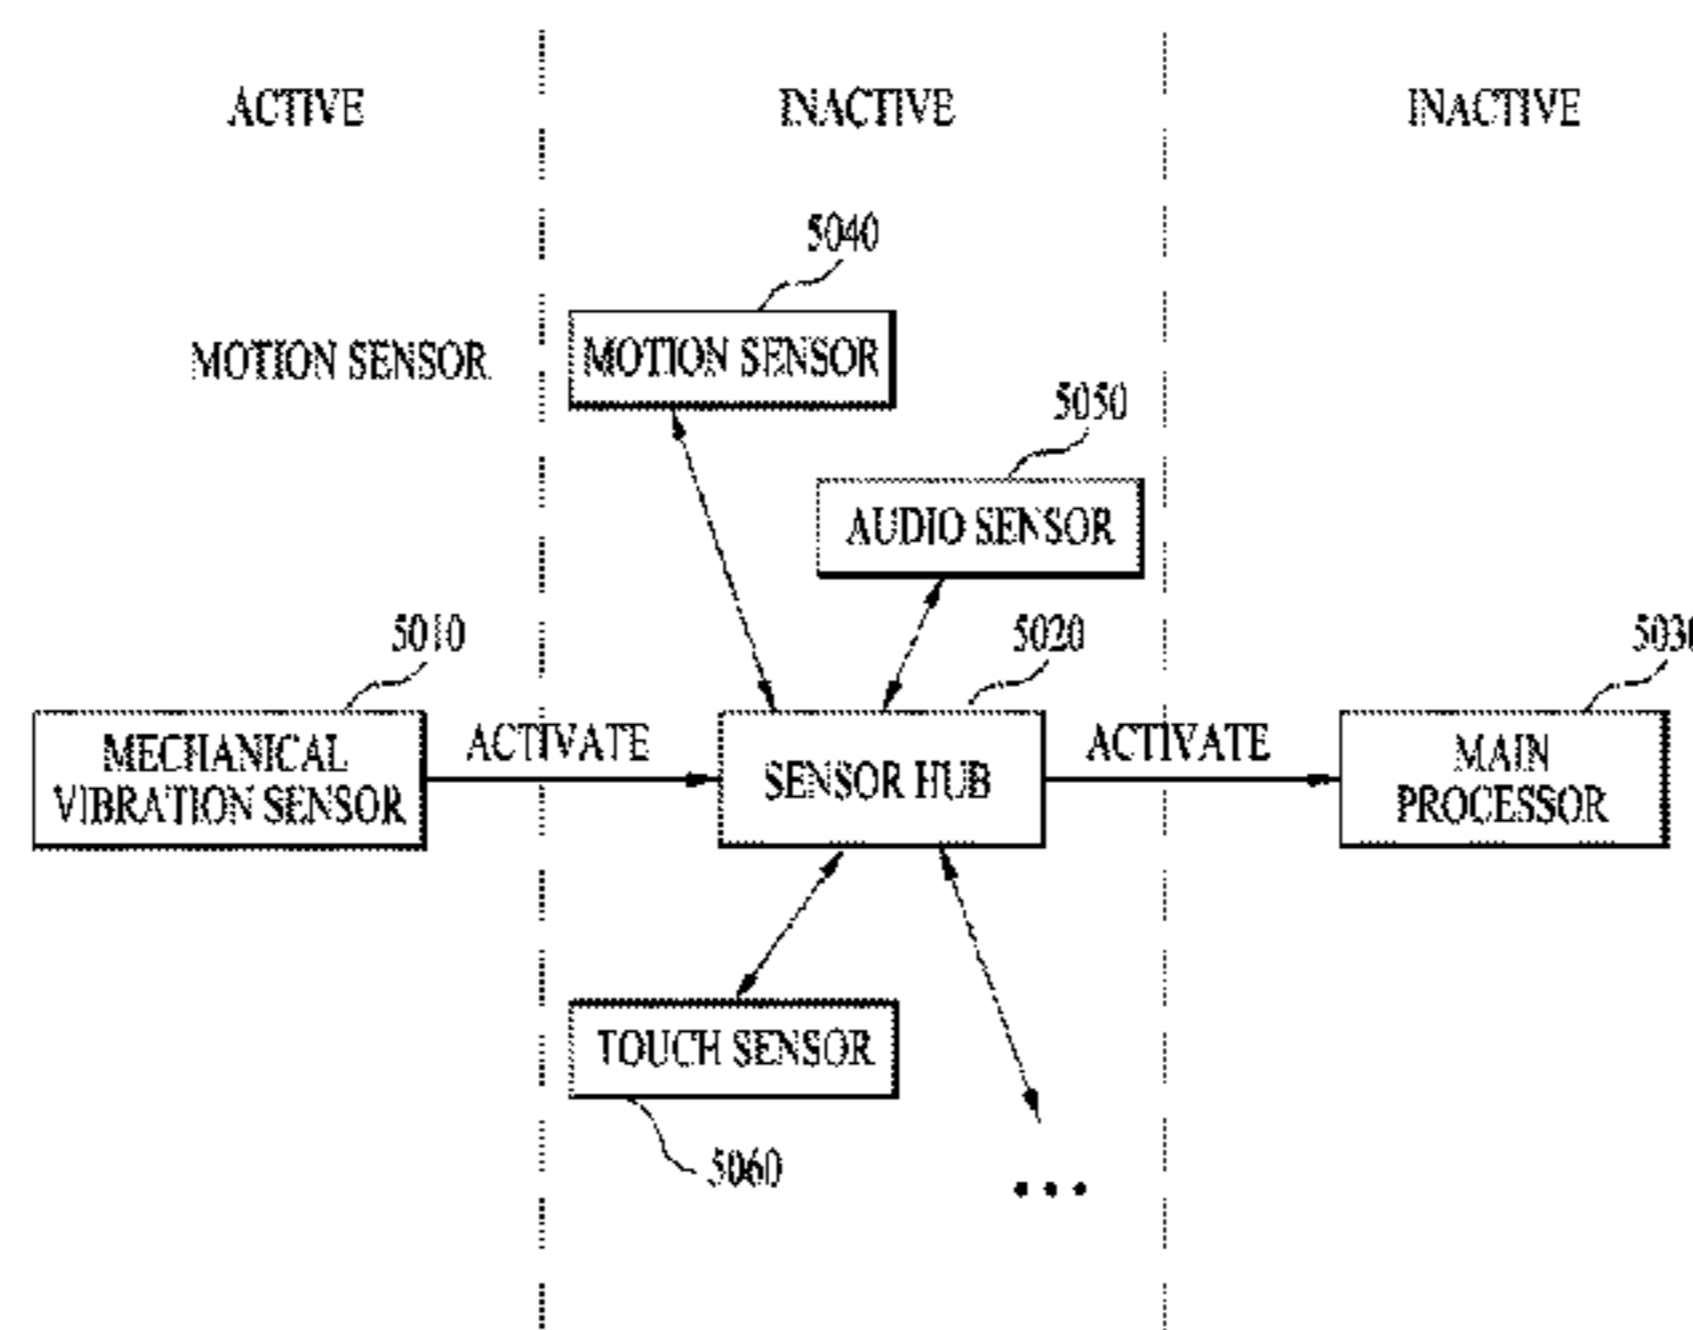 ACTIVE
INACTIVE
INACTIVE
5040
MOTION SENSOR
MOTION SENSOR
5050
AUDIO SENSOR
5010
5020
5030
MECHANICAL
VIBRATION SENSOR
ACTIVATE
SENSOR HUB
ACTIVATE
MAIN
PROCESSOR
TOUCH SENSOR
5060
...